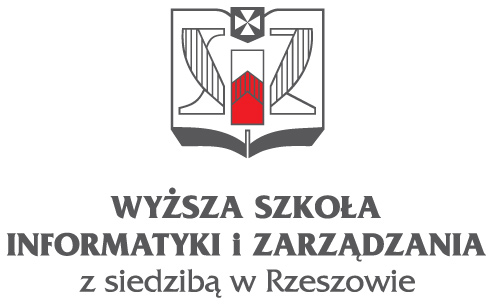 WYŻSZA SZKOŁA
INFORMATYKI i ZARZĄDZANIA
z siedzibą w Rzeszowie